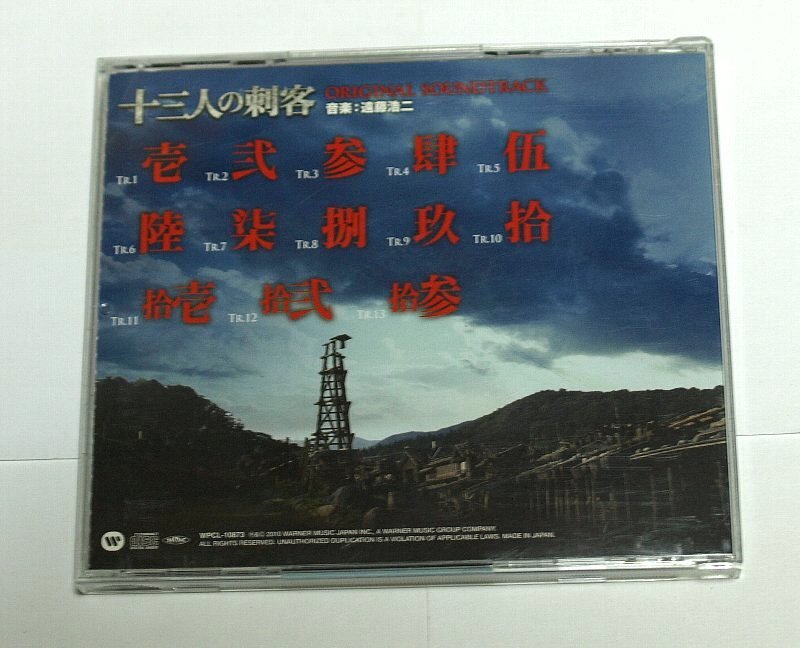 十三人の刺客 ORIGINAL SOUNDTRACK
音楽：遠藤浩二
TR.1 壱 TR.2 弐 TR.3 参 TR.4 肆 TR.5 伍
TR.6 陸 TR.7 柒 TR.8 捌 TR.9 玖 TR.10 拾
TR.11 拾壱 TR.12 拾弐 TR.13 拾参
WPCL-10873 ℗&© 2010 WARNER MUSIC JAPAN INC., A WARNER MUSIC GROUP COMPANY.
ALL RIGHTS RESERVED. UNAUTHORIZED DUPLICATION IS A VIOLATION OF APPLICABLE LAWS. MADE IN JAPAN.